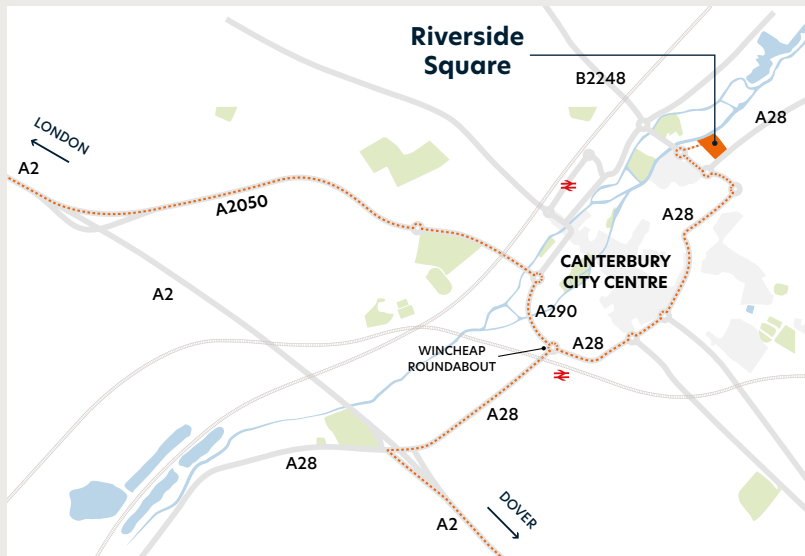 Riverside
Square
B2248
A28
LONDON
A2
A2050
A28
CANTERBURY
CITY CENTRE
A2
A290
A28
WINCHEAP
ROUNDABOUT
A28
A28
DOVER
A2